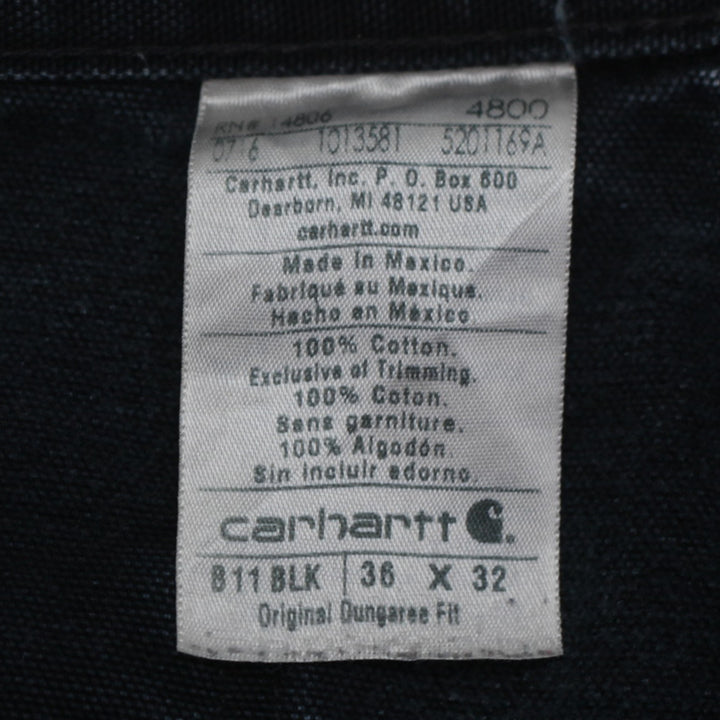 RN# 14806 4800
0716 1013581 5201169A
Carhartt, Inc. P. O. Box 600
Dearborn, MI 48121 USA
carhartt.com
Made in Mexico.
Fabriqué au Mexique.
Hecho en México
100% Cotton.
Exclusive of Trimming.
100% Coton.
Sans garniture.
100% Algodón.
Sin incluir adorno.
carhartt
B11 BLK 36 X 32
Original Dungaree Fit